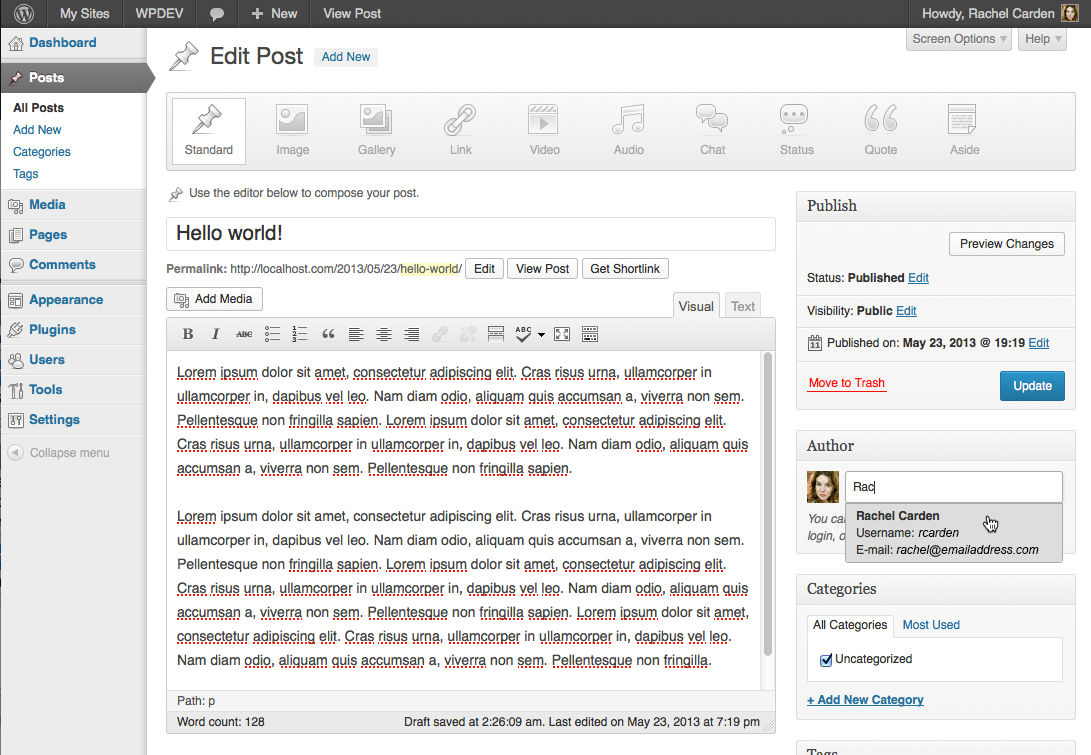 My Sites WPDEV + New View Post Howdy, Rachel Carden
Screen Options Help
Dashboard
Posts
All Posts
Add New
Categories
Tags
Media
Pages
Comments
Appearance
Plugins
Users
Tools
Settings
Collapse menu
Edit Post Add New
Standard Image Gallery Link Video Audio Chat Status Quote Aside
Use the editor below to compose your post.
Hello world!
Permalink: http://localhost.com/2013/05/23/hello-world/ Edit View Post Get Shortlink
Add Media Visual Text
B I ABC ABC
Lorem ipsum dolor sit amet, consectetur adipiscing elit. Cras risus urna, ullamcorper in
ullamcorper in, dapibus vel leo. Nam diam odio, aliquam quis accumsan a, viverra non sem.
Pellentesque non fringilla sapien. Lorem ipsum dolor sit amet, consectetur adipiscing elit.
Cras risus urna, ullamcorper in ullamcorper in, dapibus vel leo. Nam diam odio, aliquam quis
accumsan a, viverra non sem. Pellentesque non fringilla sapien.
Lorem ipsum dolor sit amet, consectetur adipiscing elit. Cras risus urna, ullamcorper in
ullamcorper in, dapibus vel leo. Nam diam odio, aliquam quis accumsan a, viverra non sem.
Pellentesque non fringilla sapien. Lorem ipsum dolor sit amet, consectetur adipiscing elit.
Cras risus urna, ullamcorper in ullamcorper in, dapibus vel leo. Nam diam odio, aliquam quis
accumsan a, viverra non sem. Pellentesque non fringilla sapien. Lorem ipsum dolor sit amet,
consectetur adipiscing elit. Cras risus urna, ullamcorper in ullamcorper in, dapibus vel leo.
Nam diam odio, aliquam quis accumsan a, viverra non sem. Pellentesque non fringilla.
Path: p
Word count: 128 Draft saved at 2:26:09 am. Last edited on May 23, 2013 at 7:19 pm
Publish
Preview Changes
Status: Published Edit
Visibility: Public Edit
11 Published on: May 23, 2013 @ 19:19 Edit
Move to Trash Update
Author
Rac
Rachel Carden
Username: rcarden
E-mail: rachel@emailaddress.com
You
login,
Categories
All Categories Most Used
Uncategorized
+ Add New Category
Tags